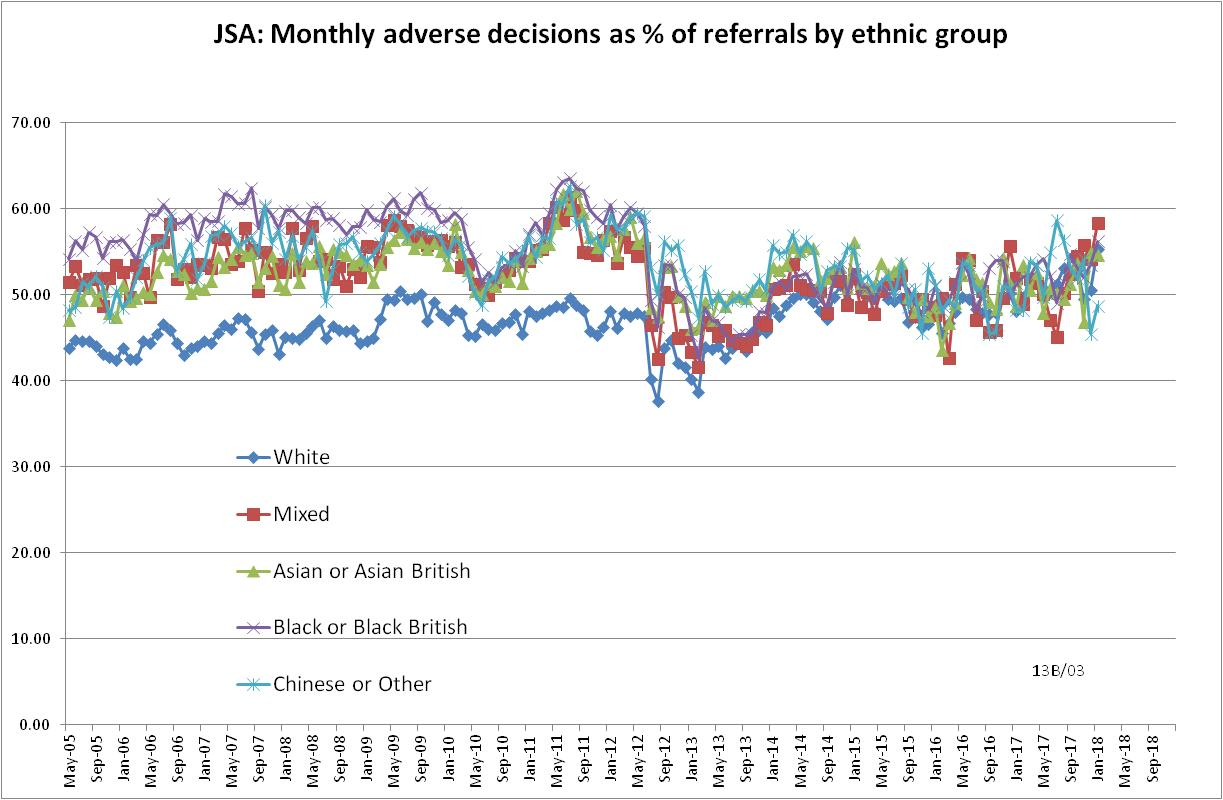 JSA: Monthly adverse decisions as % of referrals by ethnic group
70.00
60.00
50.00
40.00
30.00
20.00
10.00
0.00
White
Mixed
Asian or Asian British
Black or Black British
Chinese or Other
13B/03
May-05
Sep-05
Jan-06
May-06
Sep-06
Jan-07
May-07
Sep-07
Jan-08
May-08
Sep-08
Jan-09
May-09
Sep-09
Jan-10
May-10
Sep-10
Jan-11
May-11
Sep-11
Jan-12
May-12
Sep-12
Jan-13
May-13
Sep-13
Jan-14
May-14
Sep-14
Jan-15
May-15
Sep-15
Jan-16
May-16
Sep-16
Jan-17
May-17
Sep-17
Jan-18
May-18
Sep-18